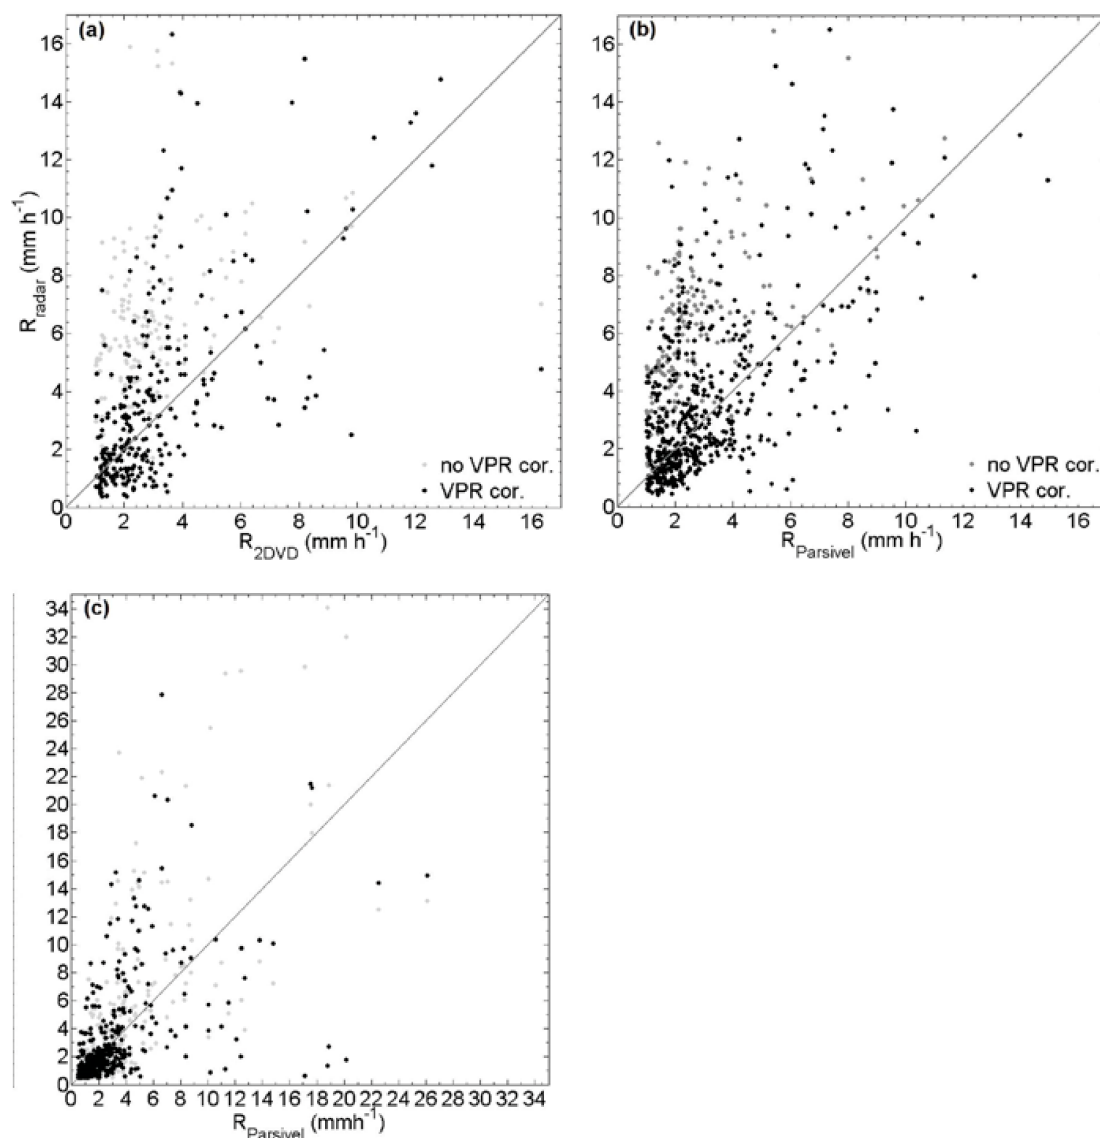 (a)
16
14
12
10
8
6
4
2
0
R_radar (mm h⁻¹)
no VPR cor.
VPR cor.
0 2 4 6 8 10 12 14 16
R_2DVD (mm h⁻¹)
(b)
16
14
12
10
8
6
4
2
0
no VPR cor.
VPR cor.
0 2 4 6 8 10 12 14 16
R_Parsivel (mm h⁻¹)
(c)
34
32
30
28
26
24
22
20
18
16
14
12
10
8
6
4
2
0
0 2 4 6 8 10 12 14 16 18 20 22 24 26 28 30 32 34
R_Parsivel (mmh⁻¹)